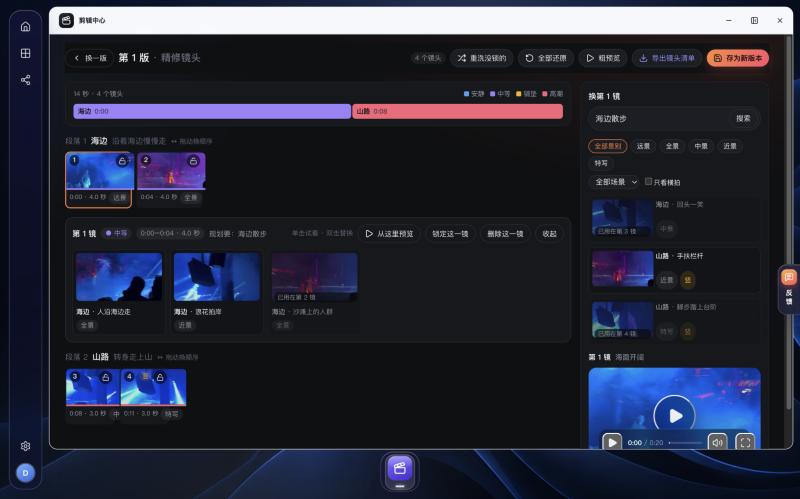 剪辑中心
换一版
第 1 版 · 精修镜头
4 个镜头
重洗没锁的
全部还原
粗预览
导出镜头清单
存为新版本
14 秒 · 4 个镜头
安静
中等
铺垫
高潮
海边 0:00
山路 0:08
段落 1 海边 沿着海边慢慢走 ↔ 拖动换顺序
1
2
0:00 · 4.0 秒 远景
0:04 · 4.0 秒 全景
第 1 镜
中等
0:00–0:04 · 4.0 秒
规划要：海边散步
单击试看 · 双击替换
从这里预览
锁定这一镜
删除这一镜
收起
已用在第 2 镜
海边 · 人沿海边走
全景
海边 · 浪花拍岸
近景
海边 · 沙滩上的人群
全景
段落 2 山路 转身走上山 ↔ 拖动换顺序
3
4
竖
0:08 · 3.0 秒 中
0:11 · 3.0 秒 特写
换第 1 镜
海边散步
搜索
全部景别
远景
全景
中景
近景
特写
全部场景
只看横拍
海边 · 回头一笑
中景
已用在第 3 镜
山路 · 手扶栏杆
近景
竖
山路 · 脚步踏上台阶
特写
竖
已用在第 4 镜
第 1 镜 海面开阔
0:00 / 0:20
反馈
D